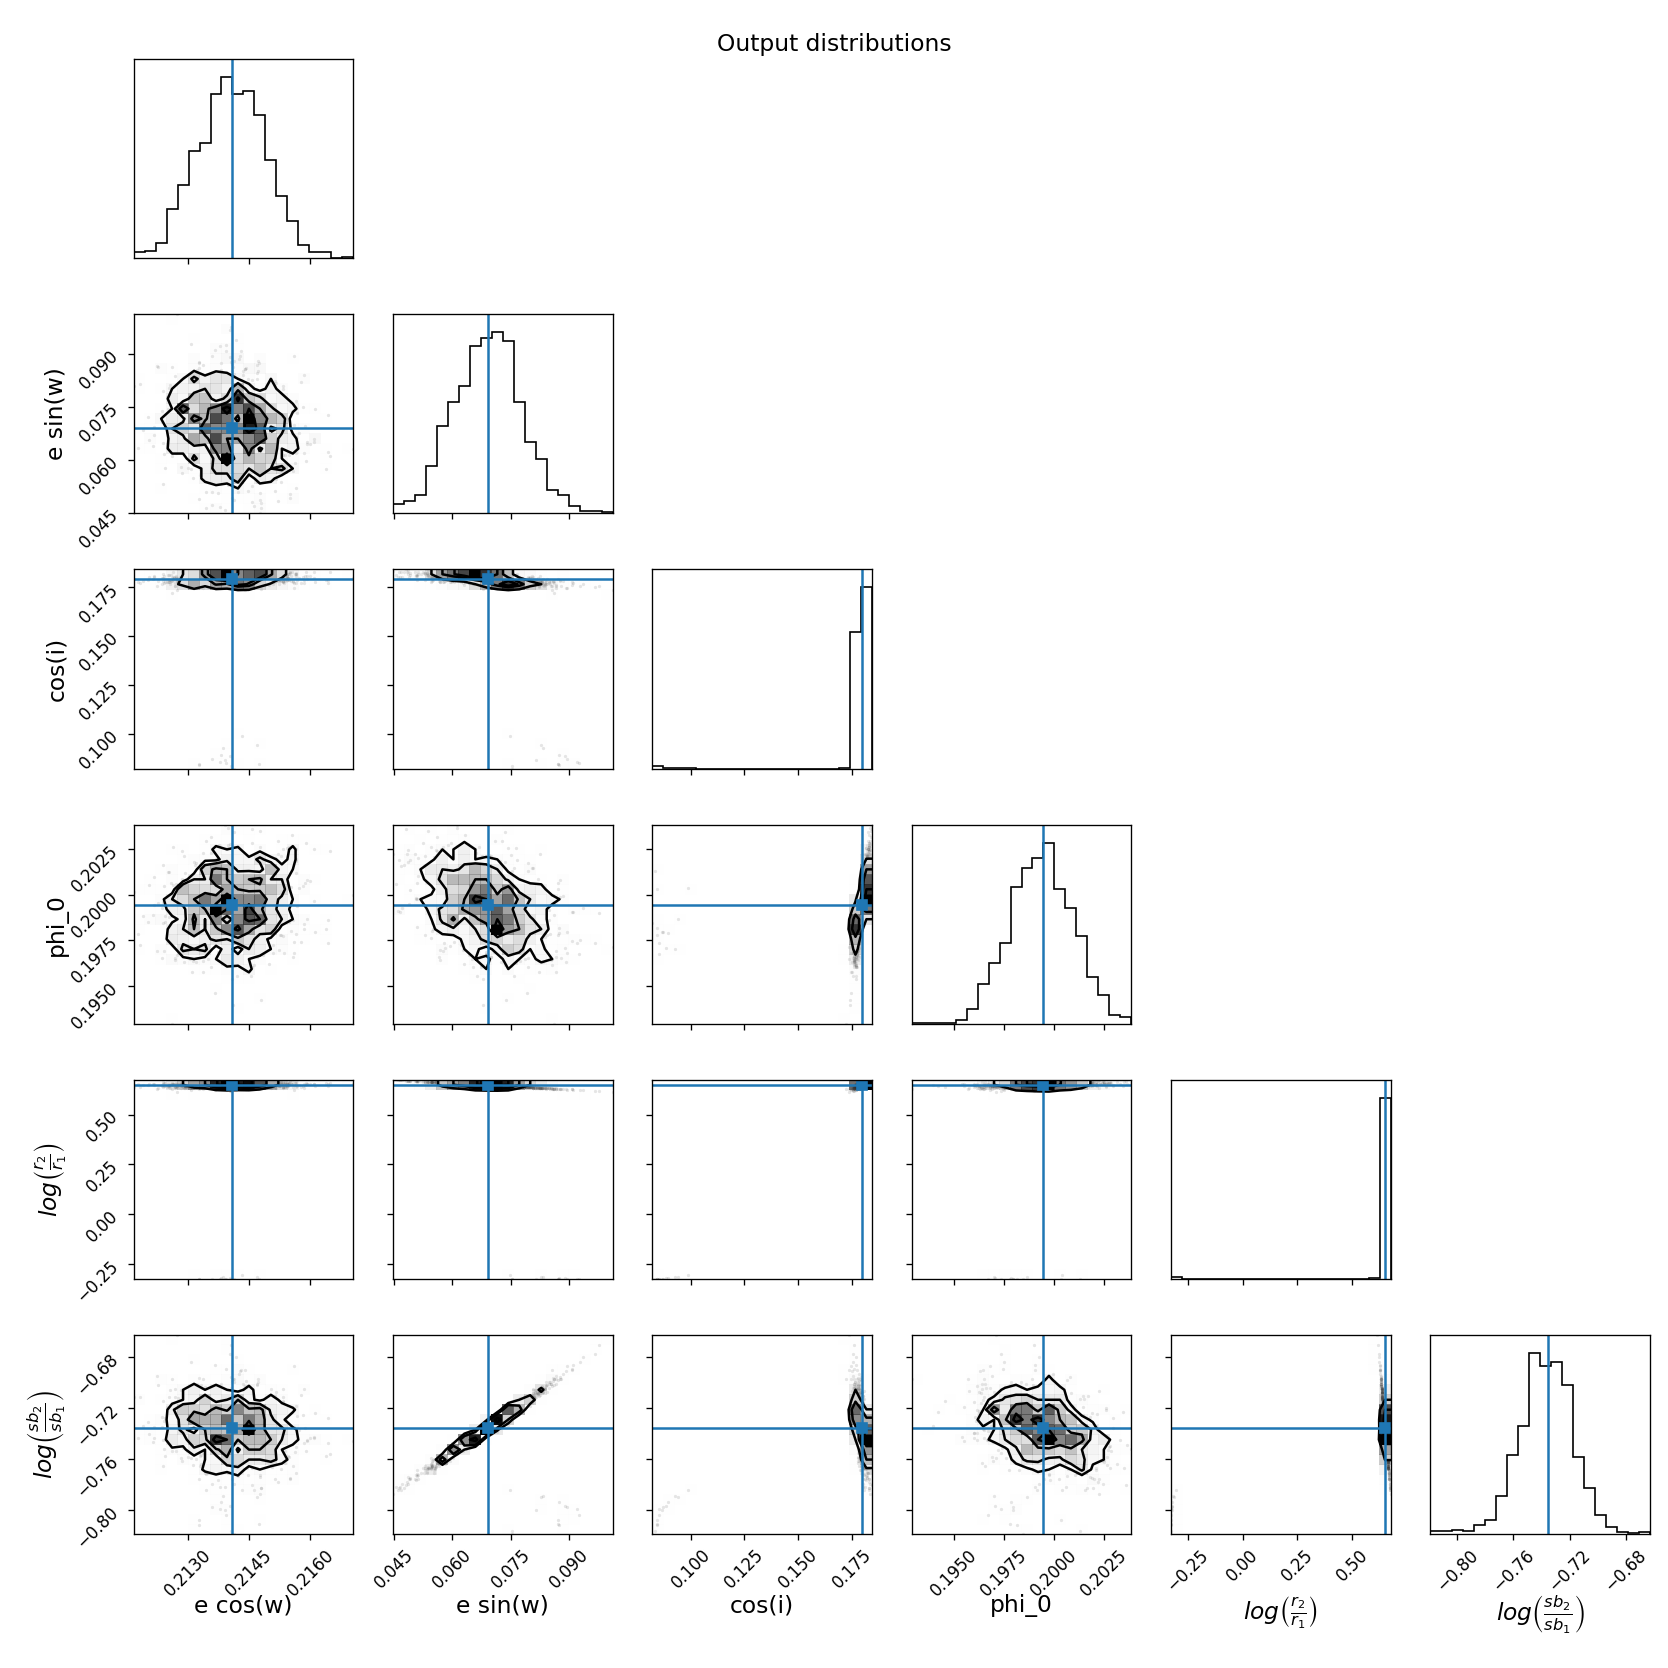 Output distributions
e sin(w)
0.090
0.075
0.060
0.045
cos(i)
0.175
0.150
0.125
0.100
phi_0
0.2025
0.2000
0.1975
0.1950
log(r₂/r₁)
0.50
0.25
0.00
−0.25
log(sb₂/sb₁)
−0.68
−0.72
−0.76
−0.80
0.2130 0.2145 0.2160
0.045 0.060 0.075 0.090
0.100 0.125 0.150 0.175
0.1950 0.1975 0.2000 0.2025
−0.25 0.00 0.25 0.50
−0.80 −0.76 −0.72 −0.68
e cos(w) e sin(w) cos(i) phi_0 log(r₂/r₁) log(sb₂/sb₁)